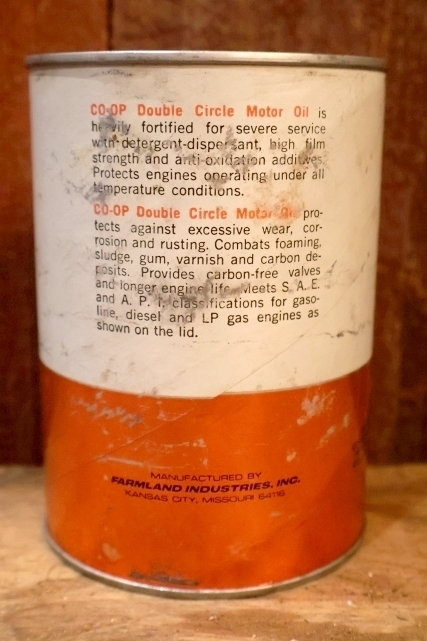 CO-OP Double Circle Motor Oil is
heavily fortified for severe service
with detergent-dispersant, high film
strength and anti-oxidation additives.
Protects engines operating under all
temperature conditions.
CO-OP Double Circle Motor Oil pro-
tects against excessive wear, cor-
rosion and rusting. Combats foaming,
sludge, gum, varnish and carbon de-
posits. Provides carbon-free valves
and longer engine life. Meets S. A. E.
and A. P. I. classifications for gaso-
line, diesel and LP gas engines as
shown on the lid.
MANUFACTURED BY
FARMLAND INDUSTRIES, INC.
KANSAS CITY, MISSOURI 64116